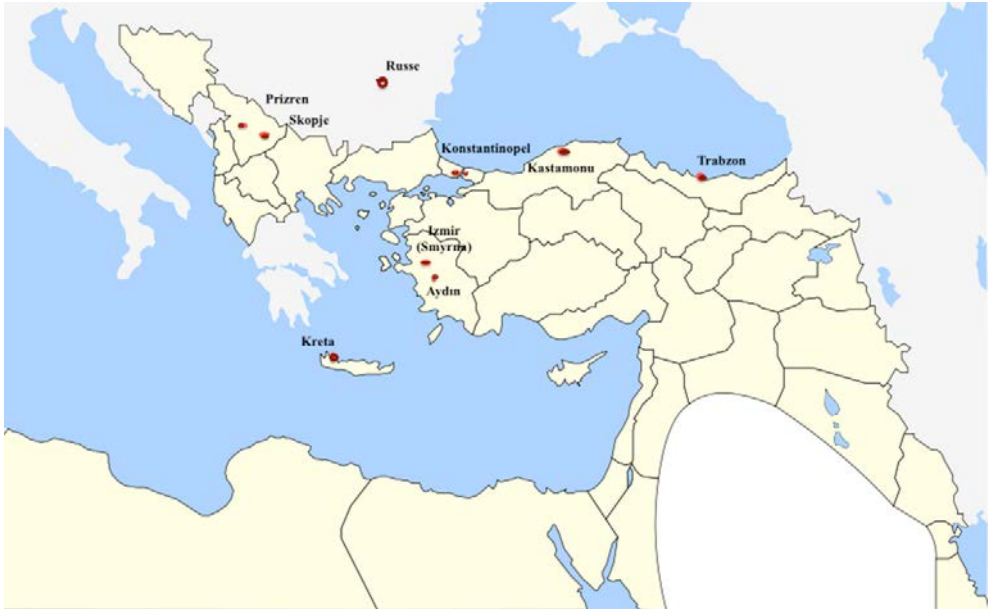 Russe
Prizren
Skopje
Konstantinopel
Kastamonu
Trabzon
Izmir
(Smyrna)
Aydın
Kreta